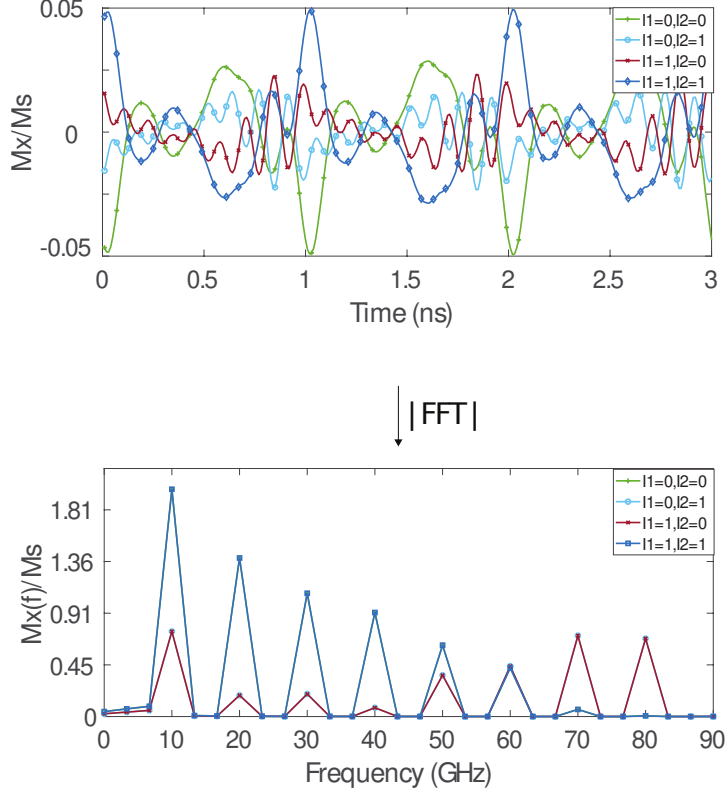 0.05
0
-0.05
Mx/Ms
I1=0,I2=0
I1=0,I2=1
I1=1,I2=0
I1=1,I2=1
0 0.5 1 1.5 2 2.5 3
Time (ns)
|FFT|
1.81
1.36
0.91
0.45
0
Mx(f)/Ms
I1=0,I2=0
I1=0,I2=1
I1=1,I2=0
I1=1,I2=1
0 10 20 30 40 50 60 70 80 90
Frequency (GHz)